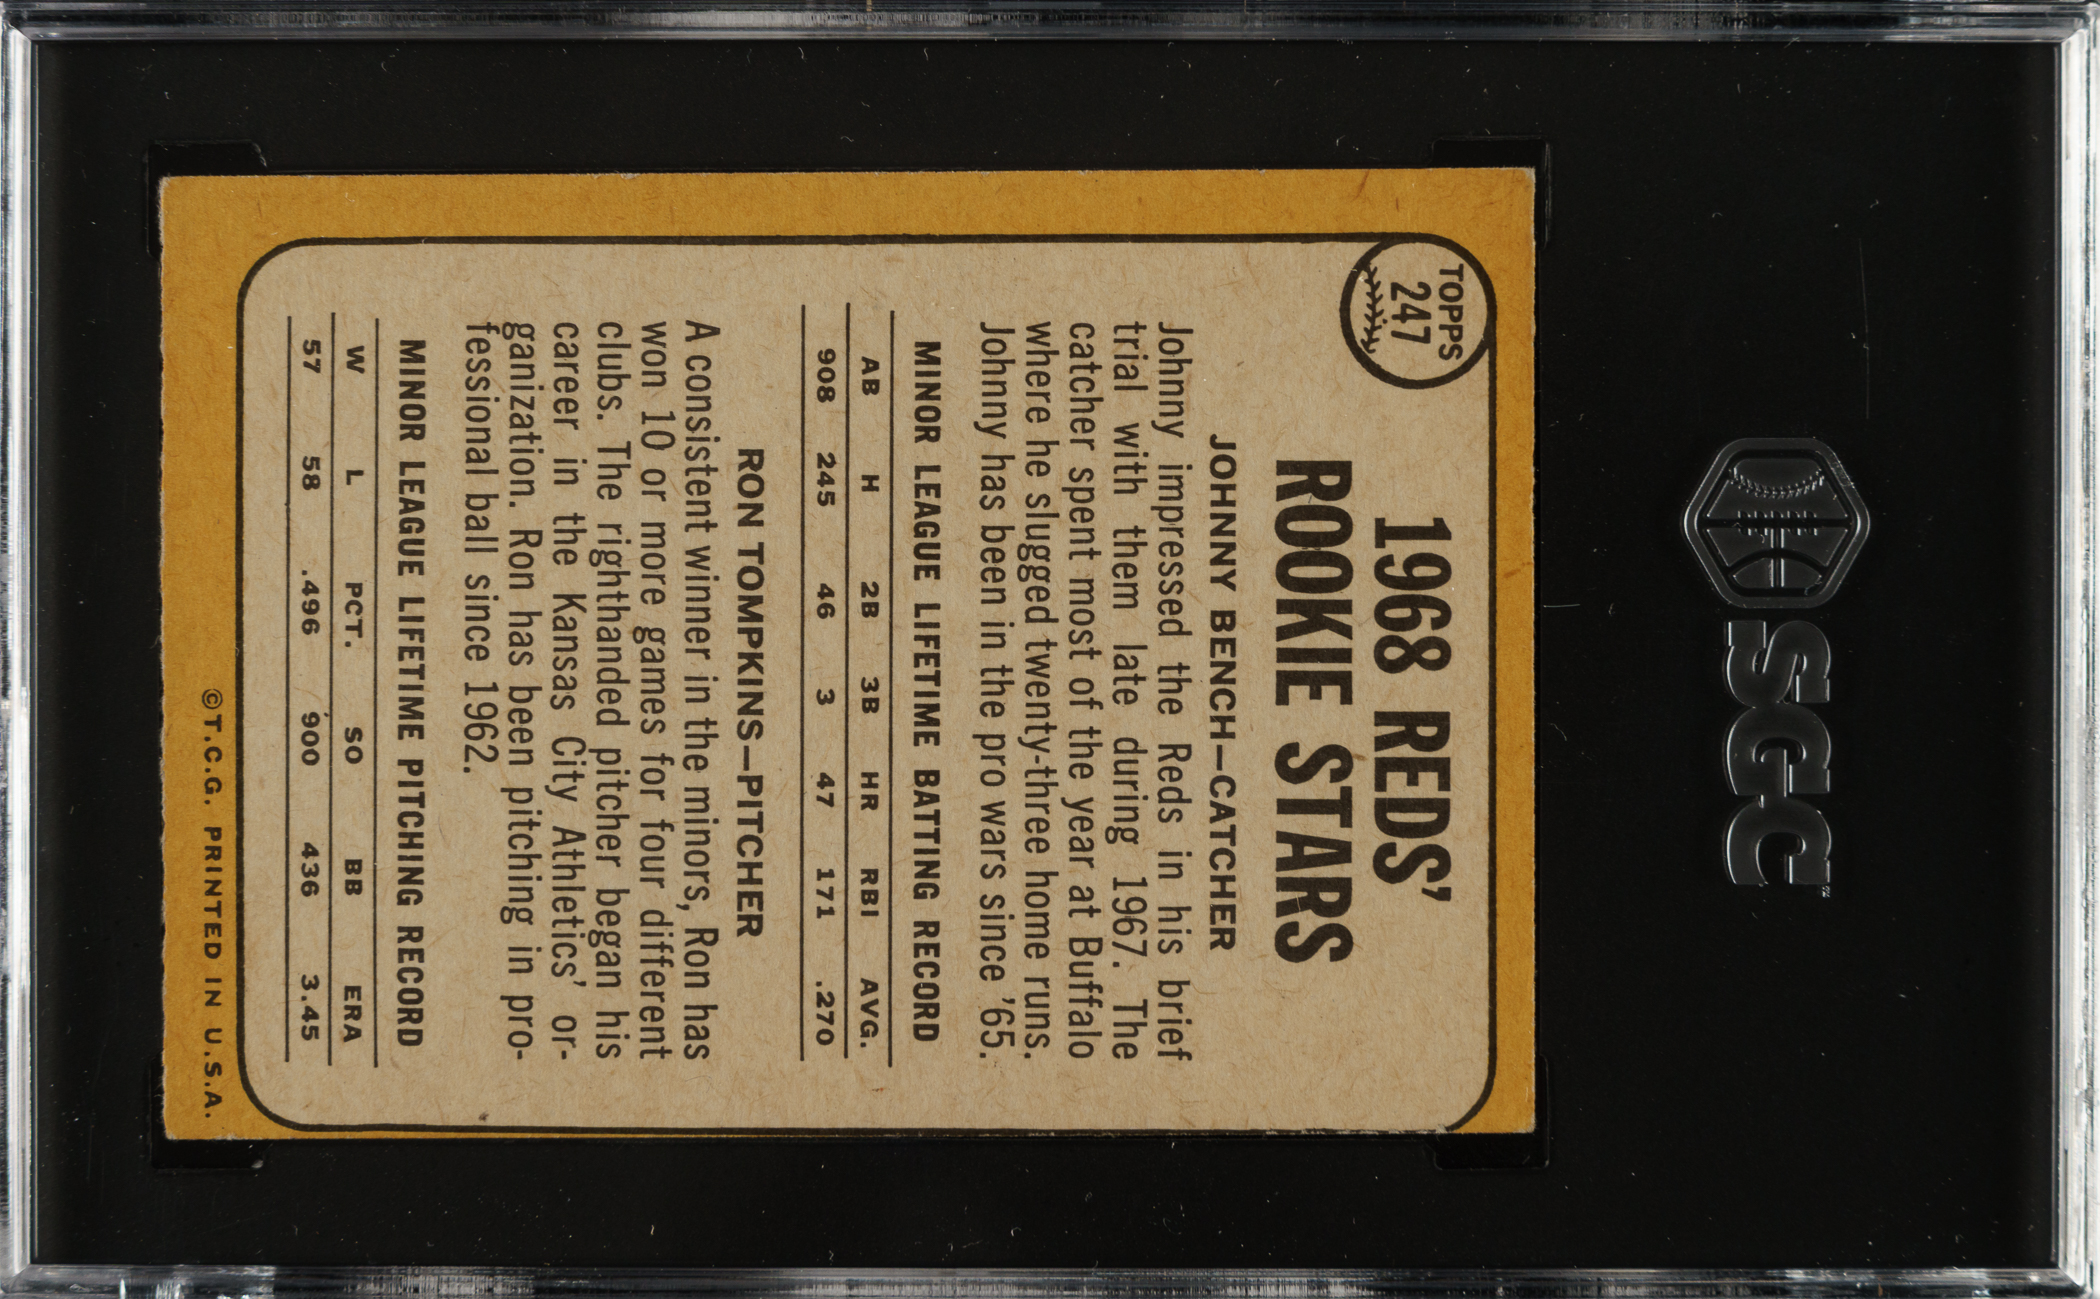 SGC™
TOPPS
247
1968 REDS'
ROOKIE STARS
JOHNNY BENCH–CATCHER
Johnny impressed the Reds in his brief
trial with them late during 1967. The
catcher spent most of the year at Buffalo
where he slugged twenty-three home runs.
Johnny has been in the pro wars since '65.
MINOR LEAGUE LIFETIME BATTING RECORD
AB H 2B 3B HR RBI AVG.
908 245 46 3 47 171 .270
RON TOMPKINS–PITCHER
A consistent winner in the minors, Ron has
won 10 or more games for four different
clubs. The righthanded pitcher began his
career in the Kansas City Athletics' or-
ganization. Ron has been pitching in pro-
fessional ball since 1962.
MINOR LEAGUE LIFETIME PITCHING RECORD
W L PCT. SO BB ERA
57 58 .496 900 436 3.45
©T.C.G. PRINTED IN U.S.A.